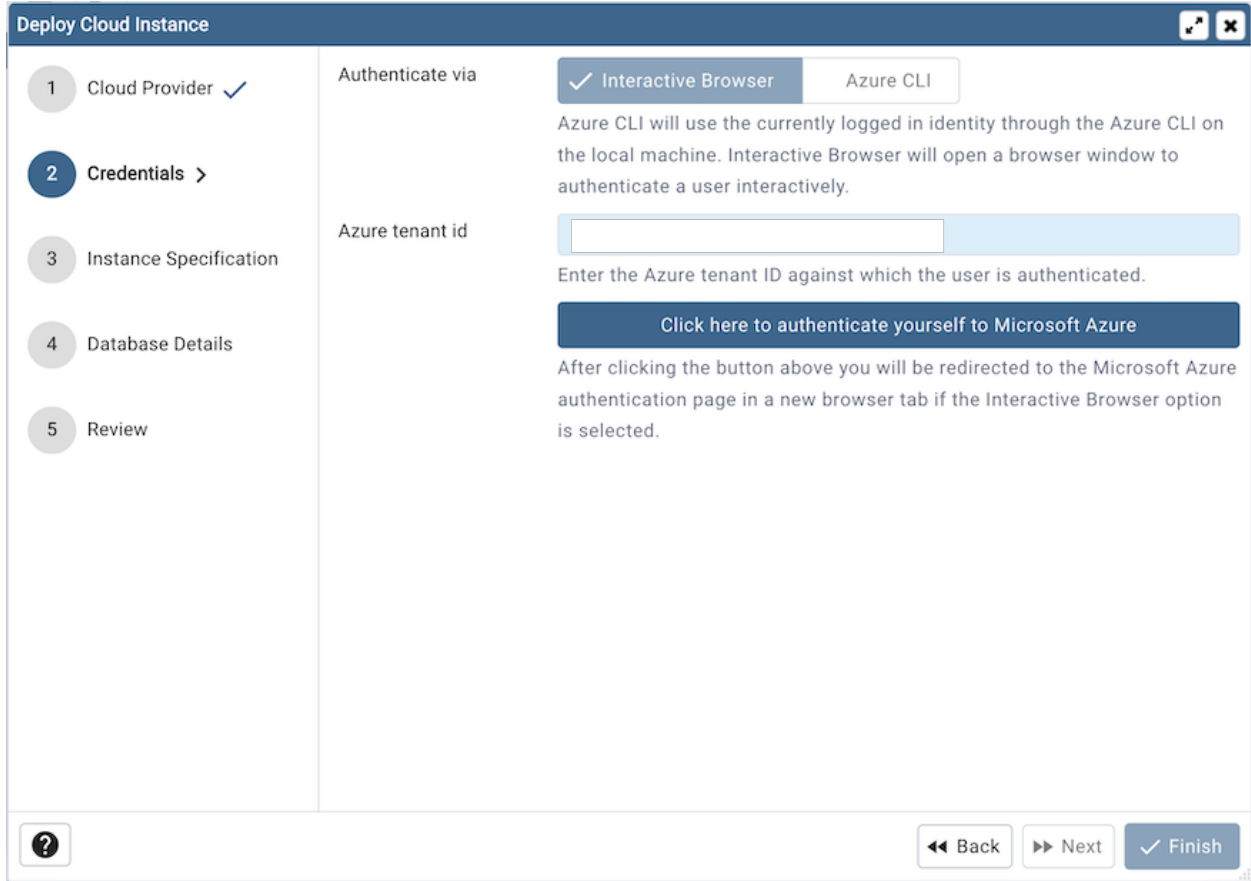 Deploy Cloud Instance
1 Cloud Provider
2 Credentials
3 Instance Specification
4 Database Details
5 Review
Authenticate via
Interactive Browser
Azure CLI
Azure CLI will use the currently logged in identity through the Azure CLI on
the local machine. Interactive Browser will open a browser window to
authenticate a user interactively.
Azure tenant id
Enter the Azure tenant ID against which the user is authenticated.
Click here to authenticate yourself to Microsoft Azure
After clicking the button above you will be redirected to the Microsoft Azure
authentication page in a new browser tab if the Interactive Browser option
is selected.
?
Back
Next
Finish